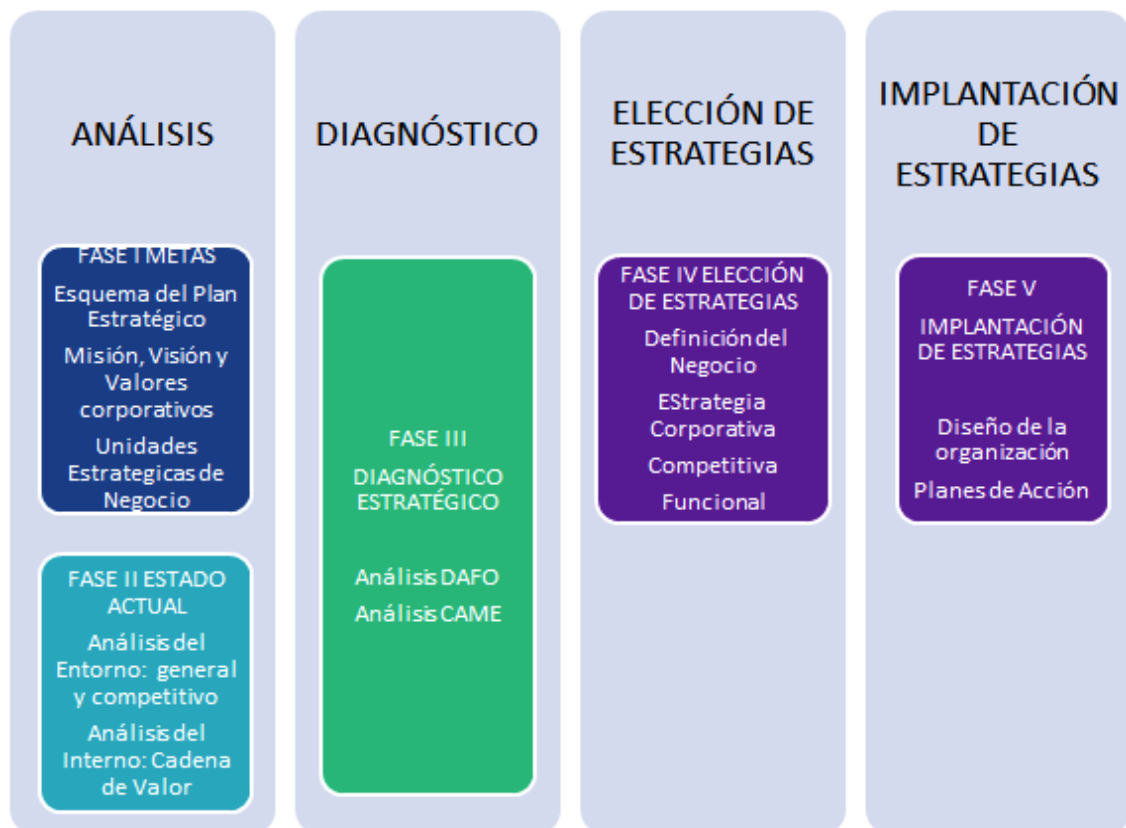 ANÁLISIS
FASE I METAS
Esquema del Plan
Estratégico
Misión, Visión y
Valores
corporativos
Unidades
Estrategicas de
Negocio
FASE II ESTADO
ACTUAL
Análisis del
Entorno: general
y competitivo
Análisis del
Interno: Cadena
de Valor
DIAGNÓSTICO
FASE III
DIAGNÓSTICO
ESTRATÉGICO
Análisis DAFO
Análisis CAME
ELECCIÓN DE
ESTRATEGIAS
FASE IV ELECCIÓN
DE ESTRATEGIAS
Definición del
Negocio
EStrategia
Corporativa
Competitiva
Funcional
IMPLANTACIÓN
DE
ESTRATEGIAS
FASE V
IMPLANTACIÓN
DE ESTRATEGIAS
Diseño de la
organización
Planes de Acción